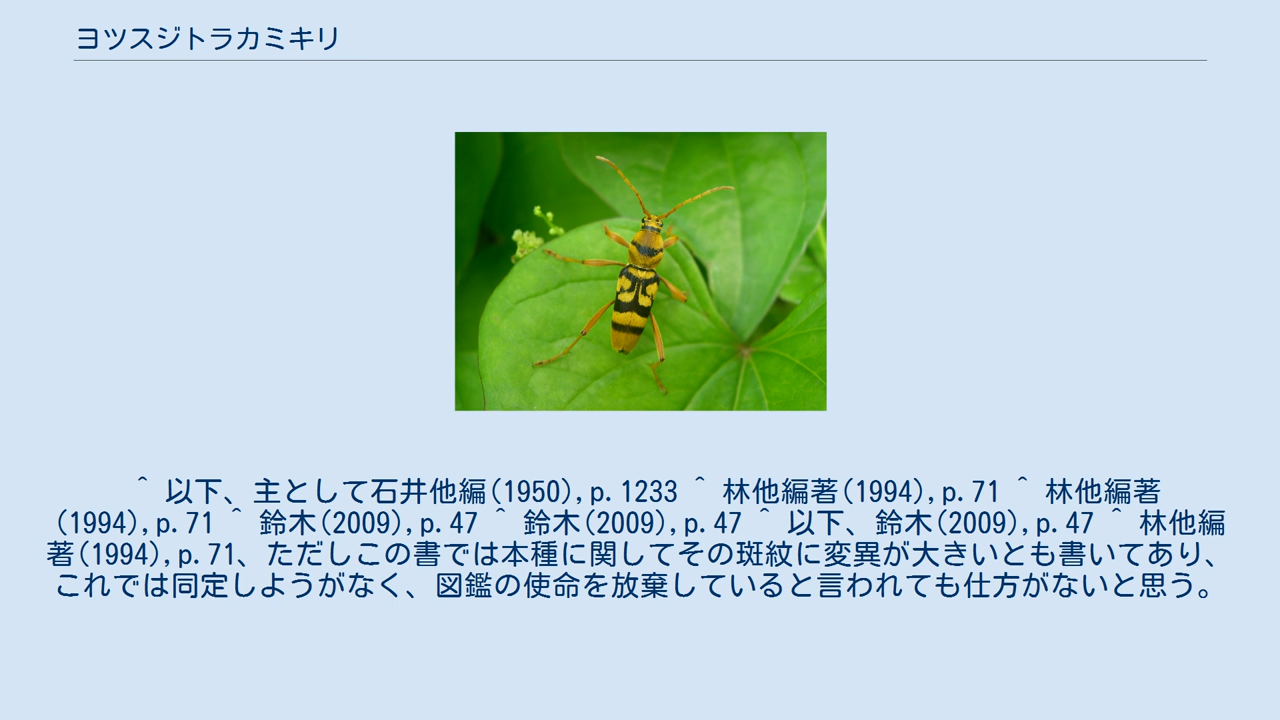 ヨツスジトラカミキリ
^ 以下、主として石井他編(1950),p.1233 ^ 林他編著(1994),p.71 ^ 林他編著
(1994),p.71 ^ 鈴木(2009),p.47 ^ 鈴木(2009),p.47 ^ 以下、鈴木(2009),p.47 ^ 林他編
著(1994),p.71、ただしこの書では本種に関してその斑紋に変異が大きいとも書いてあり、
これでは同定しようがなく、図鑑の使命を放棄していると言われても仕方がないと思う。